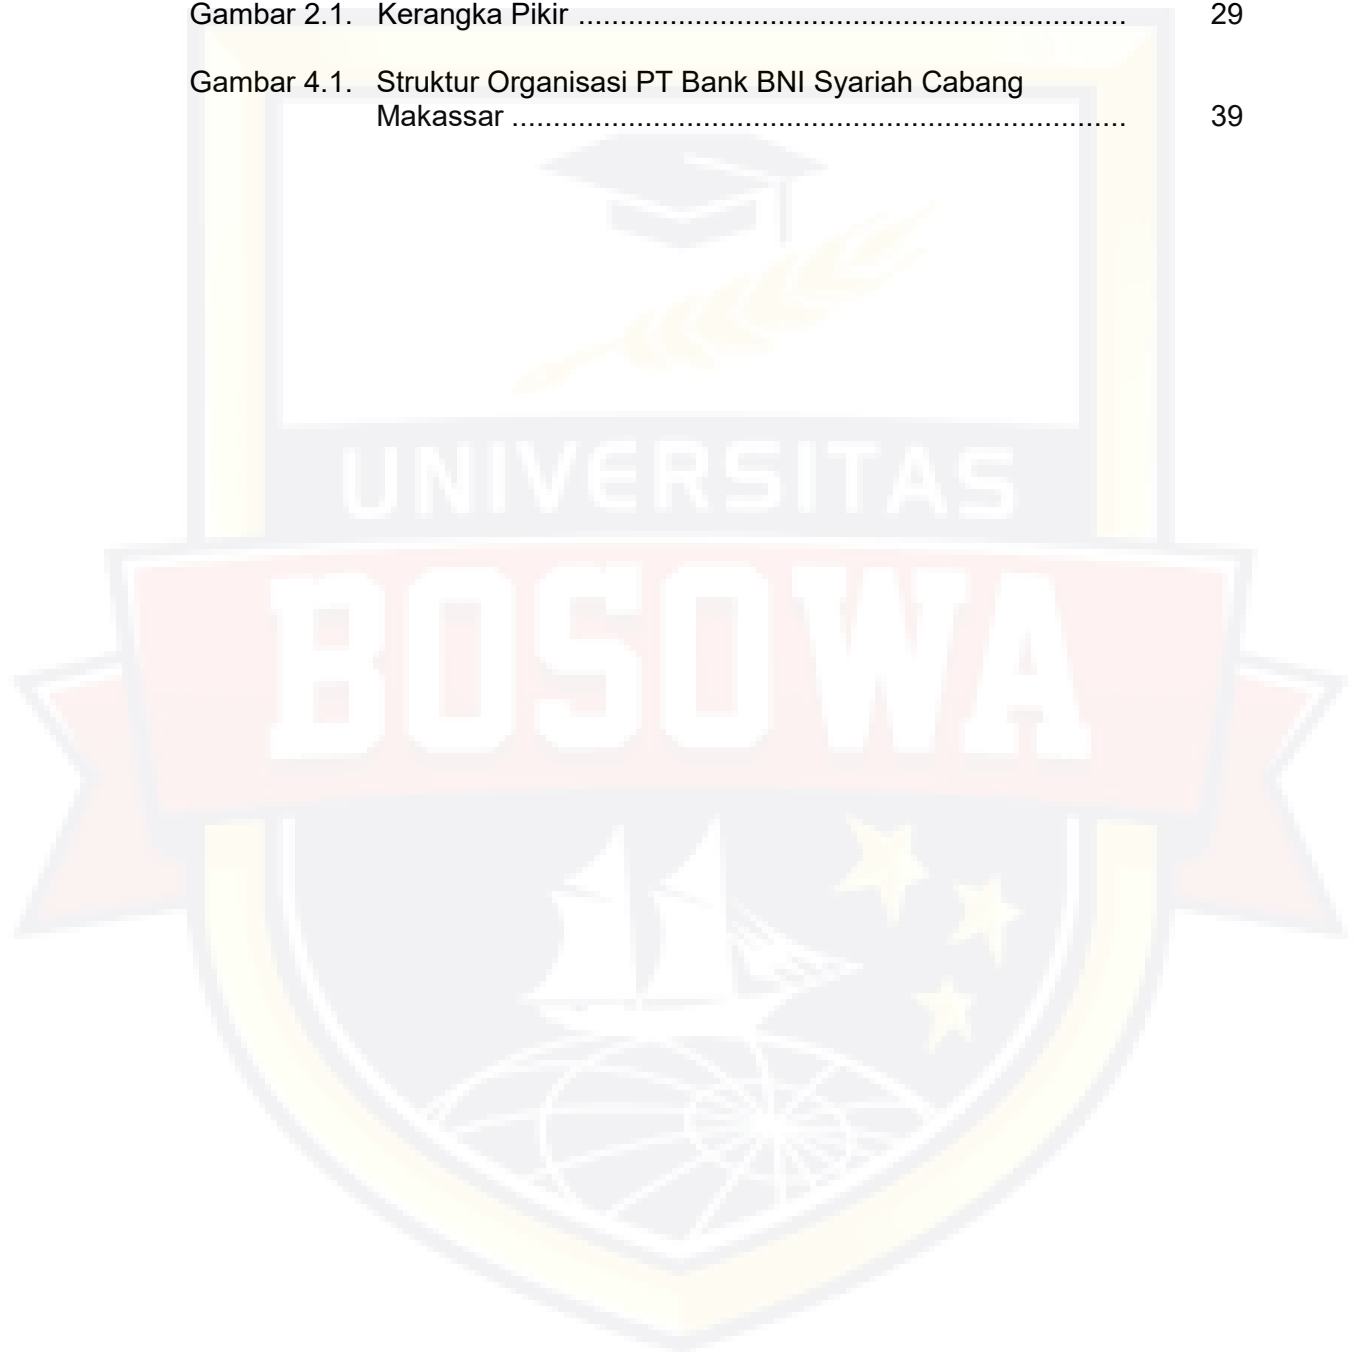 Gambar 2.1. Kerangka Pikir .................................................................. 29
Gambar 4.1. Struktur Organisasi PT Bank BNI Syariah Cabang
Makassar .......................................................................... 39
UNIVERSITAS
BOSOWA